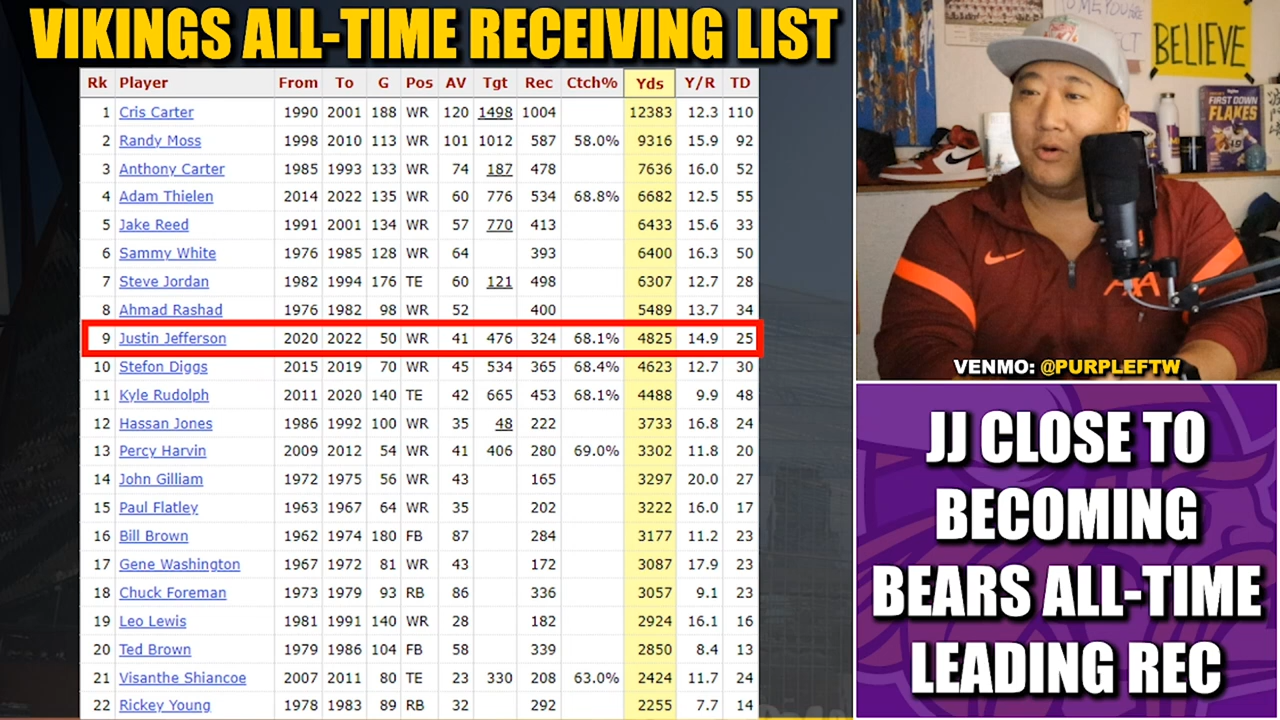 VIKINGS ALL-TIME RECEIVING LIST
Rk Player From To G Pos AV Tgt Rec Ctch% Yds Y/R TD
1 Cris Carter 1990 2001 188 WR 120 1498 1004 12383 12.3 110
2 Randy Moss 1998 2010 113 WR 101 1012 587 58.0% 9316 15.9 92
3 Anthony Carter 1985 1993 133 WR 74 187 478 7636 16.0 52
4 Adam Thielen 2014 2022 135 WR 60 776 534 68.8% 6682 12.5 55
5 Jake Reed 1991 2001 134 WR 57 770 413 6433 15.6 33
6 Sammy White 1976 1985 128 WR 64 393 6400 16.3 50
7 Steve Jordan 1982 1994 176 TE 60 121 498 6307 12.7 28
8 Ahmad Rashad 1976 1982 98 WR 52 400 5489 13.7 34
9 Justin Jefferson 2020 2022 50 WR 41 476 324 68.1% 4825 14.9 25
10 Stefon Diggs 2015 2019 70 WR 45 534 365 68.4% 4623 12.7 30
11 Kyle Rudolph 2011 2020 140 TE 42 665 453 68.1% 4488 9.9 48
12 Hassan Jones 1986 1992 100 WR 35 48 222 3733 16.8 24
13 Percy Harvin 2009 2012 54 WR 41 406 280 69.0% 3302 11.8 20
14 John Gilliam 1972 1975 56 WR 43 165 3297 20.0 27
15 Paul Flatley 1963 1967 64 WR 35 202 3222 16.0 17
16 Bill Brown 1962 1974 180 FB 87 284 3177 11.2 23
17 Gene Washington 1967 1972 81 WR 43 172 3087 17.9 23
18 Chuck Foreman 1973 1979 93 RB 86 336 3057 9.1 23
19 Leo Lewis 1981 1991 140 WR 28 182 2924 16.1 16
20 Ted Brown 1979 1986 104 FB 58 339 2850 8.4 13
21 Visanthe Shiancoe 2007 2011 80 TE 23 330 208 63.0% 2424 11.7 24
22 Rickey Young 1978 1983 89 RB 32 292 2255 7.7 14
BELIEVE
FIRST DOWN
FLAKES
VENMO: @PURPLEFTW
JJ CLOSE TO
BECOMING
BEARS ALL-TIME
LEADING REC